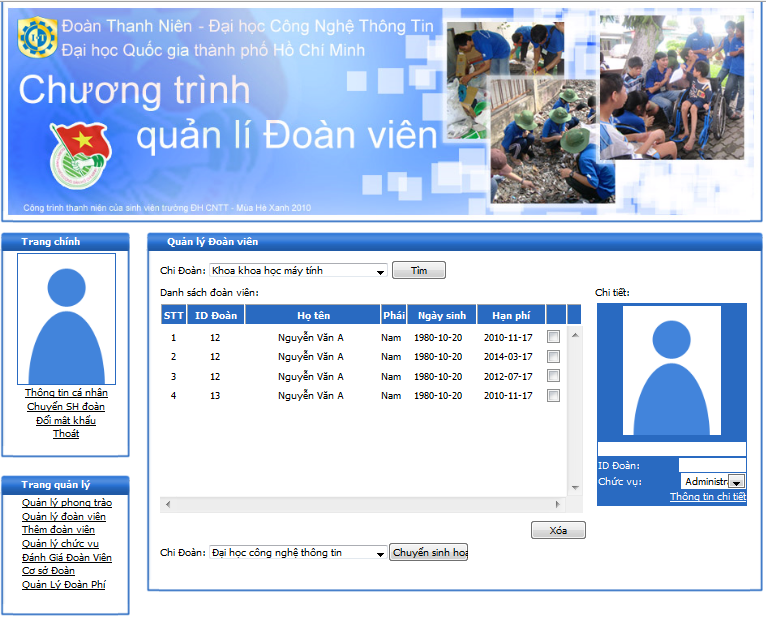 Đoàn Thanh Niên - Đại học Công Nghệ Thông Tin
Đại học Quốc gia thành phố Hồ Chí Minh
Chương trình
quản lí Đoàn viên
Công trình thanh niên của sinh viên trường ĐH CNTT - Mùa Hè Xanh 2010
Trang chính
Thông tin cá nhân
Chuyển SH đoàn
Đổi mật khẩu
Thoát
Trang quản lý
Quản lý phong trào
Quản lý đoàn viên
Thêm đoàn viên
Quản lý chức vụ
Đánh Giá Đoàn Viên
Cơ sở Đoàn
Quản Lý Đoàn Phí
Quản lý Đoàn viên
Chi Đoàn: Khoa khoa học máy tính Tìm
Danh sách đoàn viên:
STT ID Đoàn Họ tên Phái Ngày sinh Hạn phí
1 12 Nguyễn Văn A Nam 1980-10-20 2010-11-17
2 12 Nguyễn Văn A Nam 1980-10-20 2014-03-17
3 12 Nguyễn Văn A Nam 1980-10-20 2012-07-17
4 13 Nguyễn Văn A Nam 1980-10-20 2010-11-17
Xóa
Chi Đoàn: Đại học công nghệ thông tin Chuyển sinh hoạ
Chi tiết:
ID Đoàn:
Chức vụ: Administr
Thông tin chi tiết